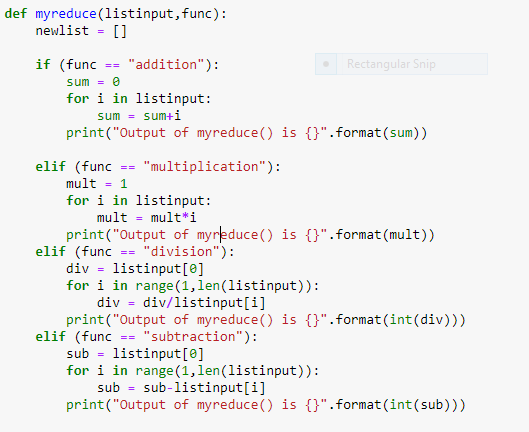 def myreduce(listinput,func):
    newlist = []
    if (func == "addition"):
Rectangular Snip
        sum = 0
        for i in listinput:
            sum = sum+i
        print("Output of myreduce() is {}".format(sum))
    elif (func == "multiplication"):
        mult = 1
        for i in listinput:
            mult = mult*i
        print("Output of myreduce() is {}".format(mult))
    elif (func == "division"):
        div = listinput[0]
        for i in range(1,len(listinput)):
            div = div/listinput[i]
        print("Output of myreduce() is {}".format(int(div)))
    elif (func == "subtraction"):
        sub = listinput[0]
        for i in range(1,len(listinput)):
            sub = sub-listinput[i]
        print("Output of myreduce() is {}".format(int(sub)))